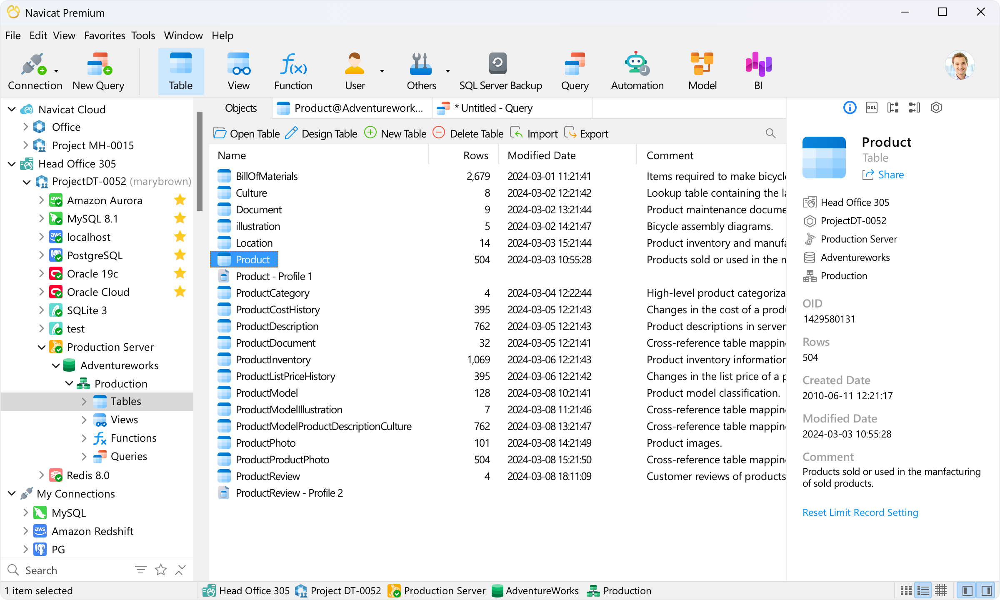 Navicat Premium
File Edit View Favorites Tools Window Help
Connection
New Query
Table
View
Function
User
Others
SQL Server Backup
Query
Automation
Model
BI
Navicat Cloud
Office
Project MH-0015
Head Office 305
ProjectDT-0052 (marybrown)
Amazon Aurora
MySQL 8.1
localhost
PostgreSQL
Oracle 19c
Oracle Cloud
SQLite 3
test
Production Server
Adventureworks
Production
Tables
Views
Functions
Queries
Redis 8.0
My Connections
MySQL
Amazon Redshift
PG
Search
Objects
Product@Adventurework...
* Untitled - Query
Open Table Design Table New Table Delete Table Import Export
Name Rows Modified Date Comment
BillOfMaterials 2,679 2024-03-01 11:21:41 Items required to make bicycl
Culture 8 2024-03-02 12:21:42 Lookup table containing the la
Document 9 2024-03-02 13:21:44 Product maintenance docume
illustration 5 2024-03-02 14:21:47 Bicycle assembly diagrams.
Location 14 2024-03-03 15:21:44 Product inventory and manufa
Product 504 2024-03-03 10:55:28 Products sold or used in the n
Product - Profile 1
ProductCategory 4 2024-03-04 12:22:44 High-level product categoriza
ProductCostHistory 395 2024-03-05 12:21:43 Changes in the cost of a prod
ProductDescription 762 2024-03-05 12:21:43 Product descriptions in server
ProductDocument 32 2024-03-05 12:21:41 Cross-reference table mappin
ProductInventory 1,069 2024-03-06 12:21:43 Product inventory information
ProductListPriceHistory 395 2024-03-06 12:21:42 Changes in the list price of a p
ProductModel 128 2024-03-08 10:21:41 Product model classification.
ProductModelIllustration 7 2024-03-08 11:21:46 Cross-reference table mappin
ProductModelProductDescriptionCulture 762 2024-03-08 13:21:47 Cross-reference table mappin
ProductPhoto 101 2024-03-08 14:21:49 Product images.
ProductProductPhoto 504 2024-03-08 15:21:50 Cross-reference table mappin
ProductReview 4 2024-03-08 18:11:09 Customer reviews of products
ProductReview - Profile 2
DDL
Product
Table
Share
Head Office 305
ProjectDT-0052
Production Server
Adventureworks
Production
OID
1429580131
Rows
504
Created Date
2010-06-11 12:21:17
Modified Date
2024-03-03 10:55:28
Comment
Products sold or used in the manfacturing
of sold products.
Reset Limit Record Setting
1 item selected
Head Office 305 Project DT-0052 Production Server AdventureWorks Production